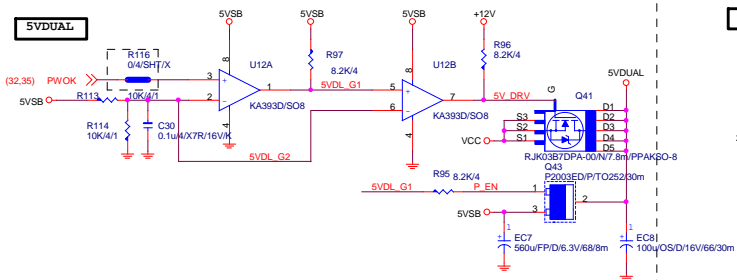 5VDUAL
5VSB
5VSB
+12V
R116
0/4/SHT/X
8
U12A
R97
8.2K/4
8
U12B
R96
8.2K/4
5VDUAL
(32,35) PWOK
3
+
1
5VDL_G1
5
+
7
5V_DRV
G
Q41
5VSB
R113
10K/4/1
2
-
6
-
KA393D/SO8
KA393D/SO8
4
4
R114
10K/4/1
C30
0.1u/4/X7R/16V/K
S3
S2
S1
D1
D2
D3
D4
D5
VCC
5VDL_G2
RJK03B7DPA-00/N/7.8m/PPAKSO-8
Q43
P2003ED/P/TO252/30m
R95 8.2K/4
5VDL_G1
P_EN
1
2
3
5VSB
1
+
EC7
560u/FP/D/6.3V/68/8m
1
+
EC8
100u/OS/D/16V/66/30m